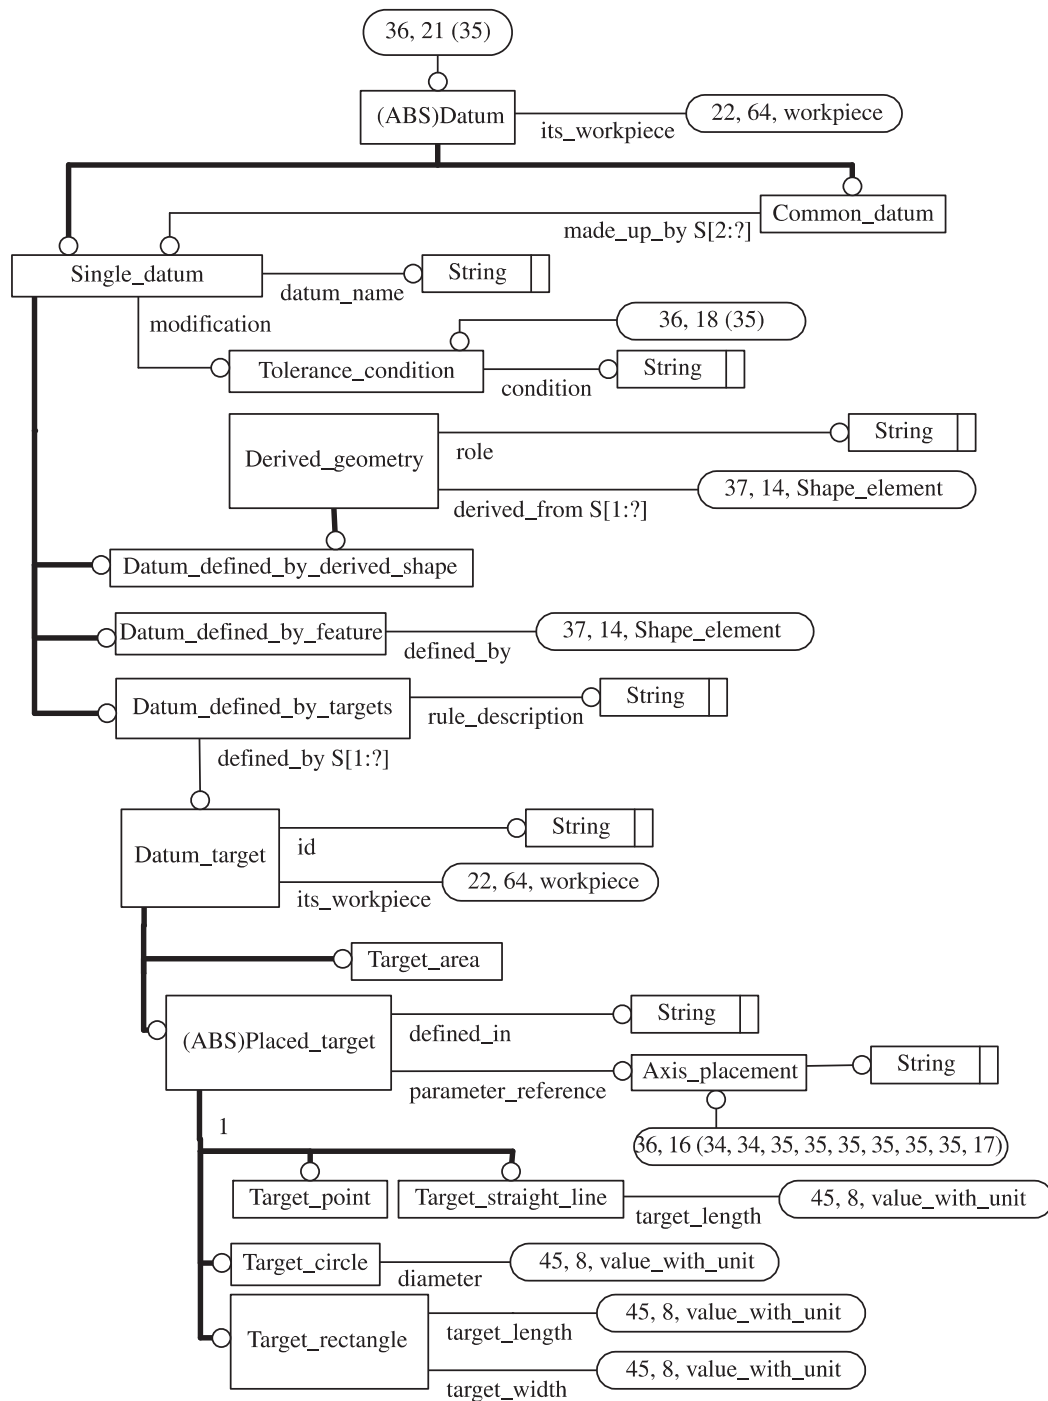 36, 21 (35)
(ABS)Datum
its_workpiece
22, 64, workpiece
Common_datum
made_up_by S[2:?]
Single_datum
datum_name
String
modification
36, 18 (35)
Tolerance_condition
condition
String
Derived_geometry
role
String
derived_from S[1:?]
37, 14, Shape_element
Datum_defined_by_derived_shape
Datum_defined_by_feature
defined_by
37, 14, Shape_element
Datum_defined_by_targets
rule_description
String
defined_by S[1:?]
Datum_target
id
String
its_workpiece
22, 64, workpiece
Target_area
(ABS)Placed_target
defined_in
String
parameter_reference
Axis_placement
String
36, 16 (34, 34, 35, 35, 35, 35, 35, 35, 17)
1
Target_point
Target_straight_line
target_length
45, 8, value_with_unit
Target_circle
diameter
45, 8, value_with_unit
Target_rectangle
target_length
45, 8, value_with_unit
target_width
45, 8, value_with_unit